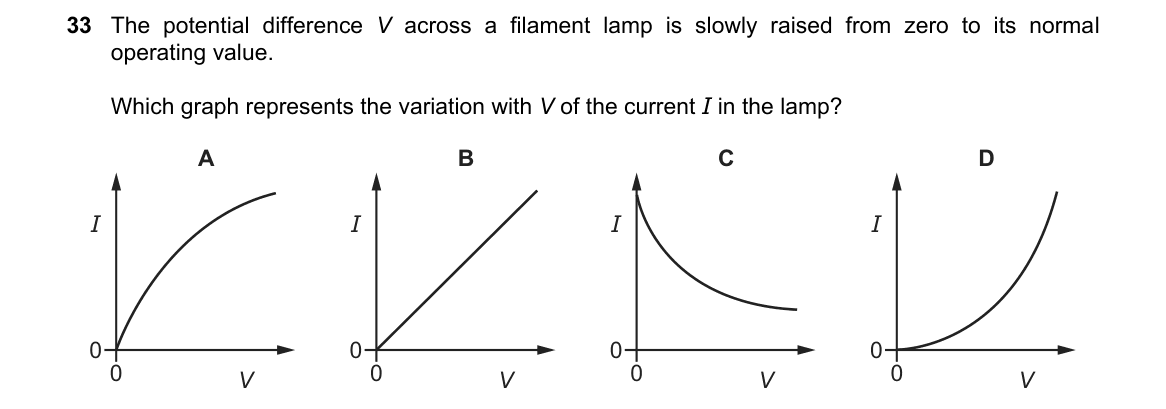 33 The potential difference V across a filament lamp is slowly raised from zero to its normal
operating value.
Which graph represents the variation with V of the current I in the lamp?
A B C D
I I I I
0 0 0 0
0 0 0 0
V V V V